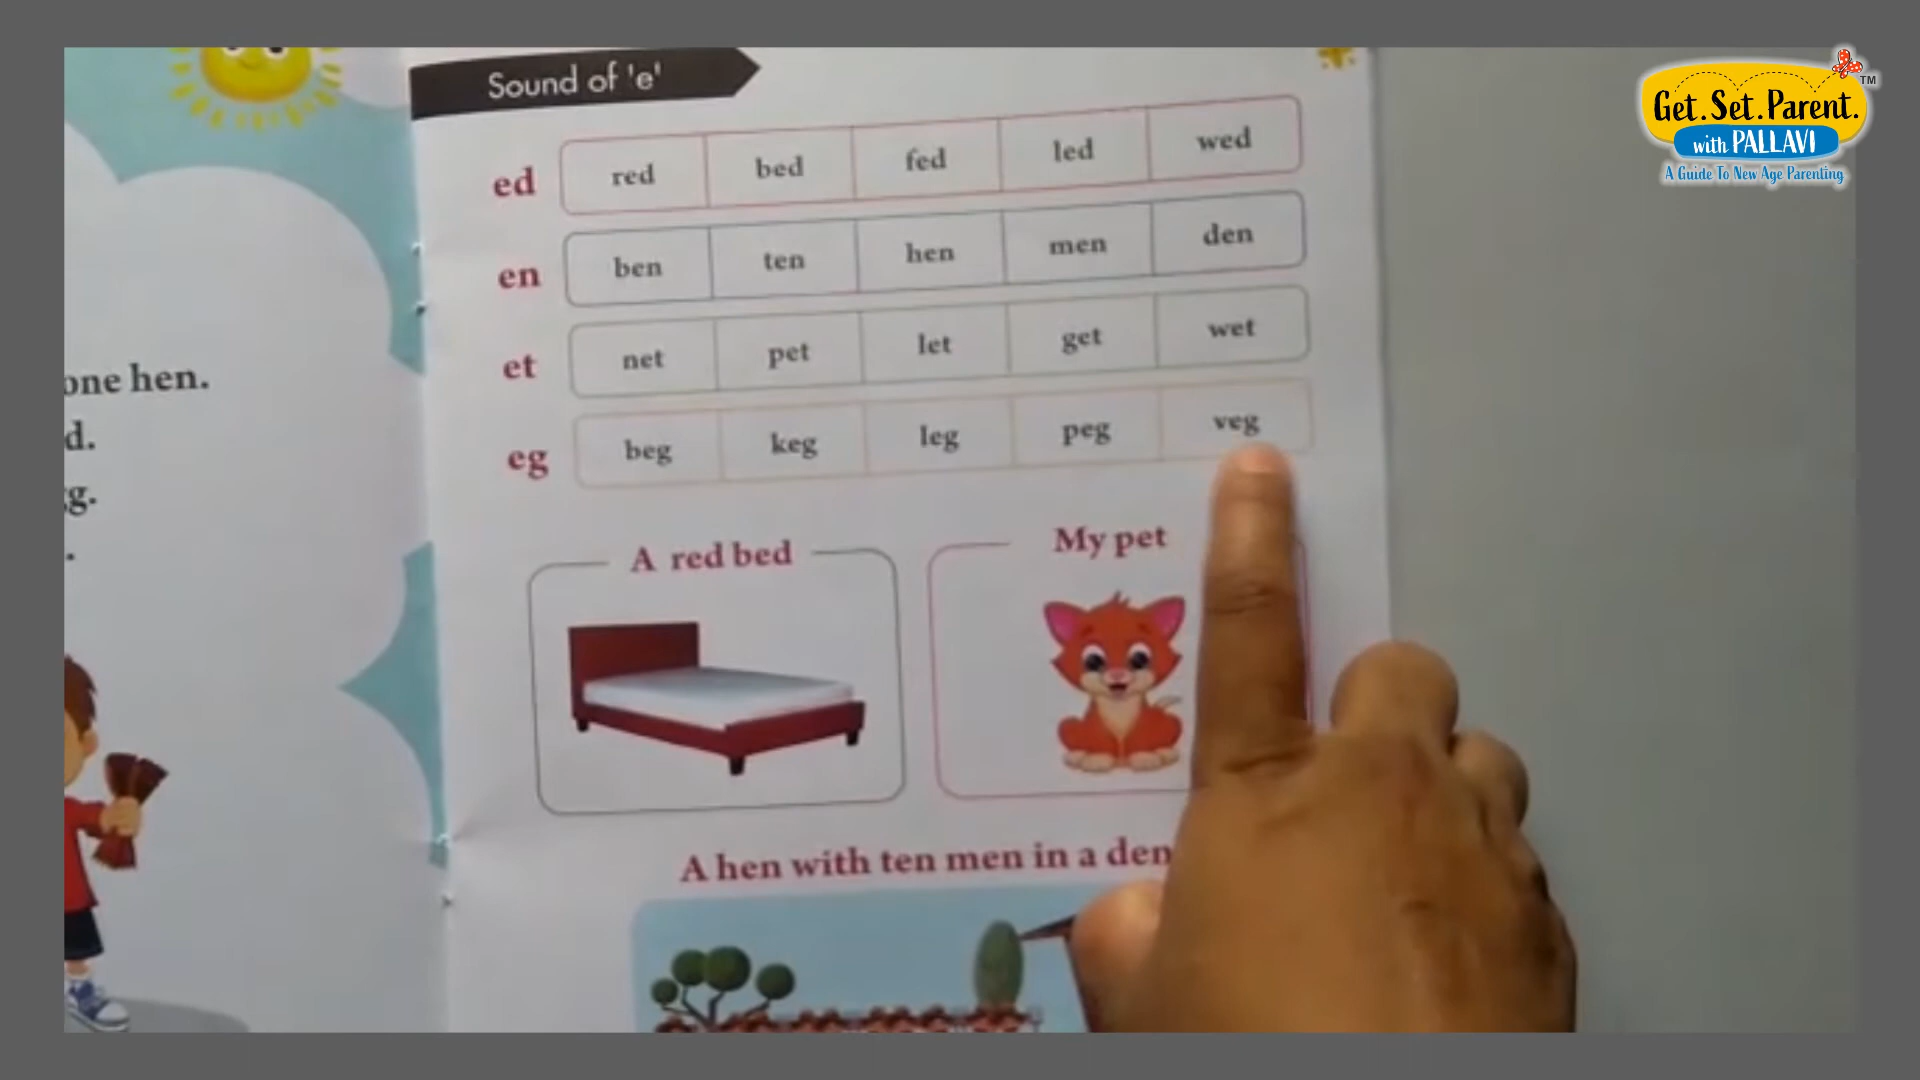 Sound of 'e'
ed red bed fed led wed
en ben ten hen men den
et net pet let get wet
eg beg keg leg peg veg
A red bed
My pet
A hen with ten men in a den
one hen.
d.
g.
.
Get. Set. Parent. TM
with PALLAVI
A Guide To New Age Parenting